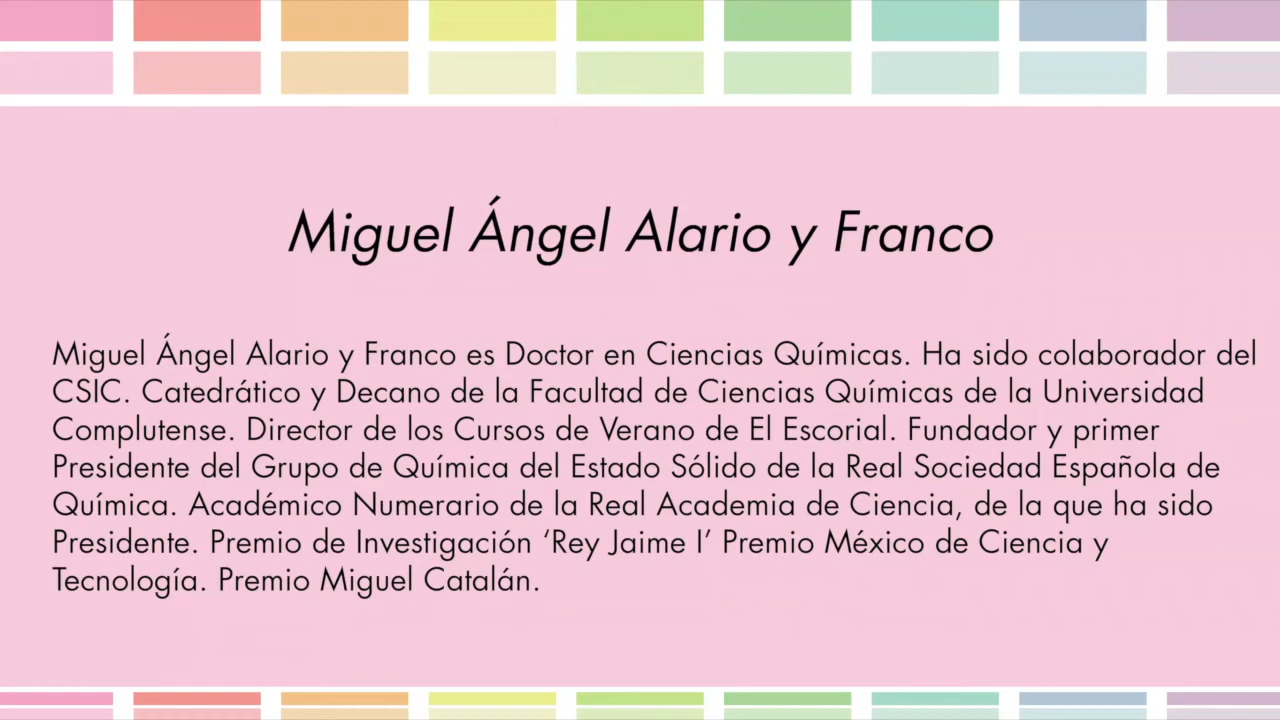 Miguel Ángel Alario y Franco
Miguel Ángel Alario y Franco es Doctor en Ciencias Químicas. Ha sido colaborador del
CSIC. Catedrático y Decano de la Facultad de Ciencias Químicas de la Universidad
Complutense. Director de los Cursos de Verano de El Escorial. Fundador y primer
Presidente del Grupo de Química del Estado Sólido de la Real Sociedad Española de
Química. Académico Numerario de la Real Academia de Ciencia, de la que ha sido
Presidente. Premio de Investigación ‘Rey Jaime I’ Premio México de Ciencia y
Tecnología. Premio Miguel Catalán.